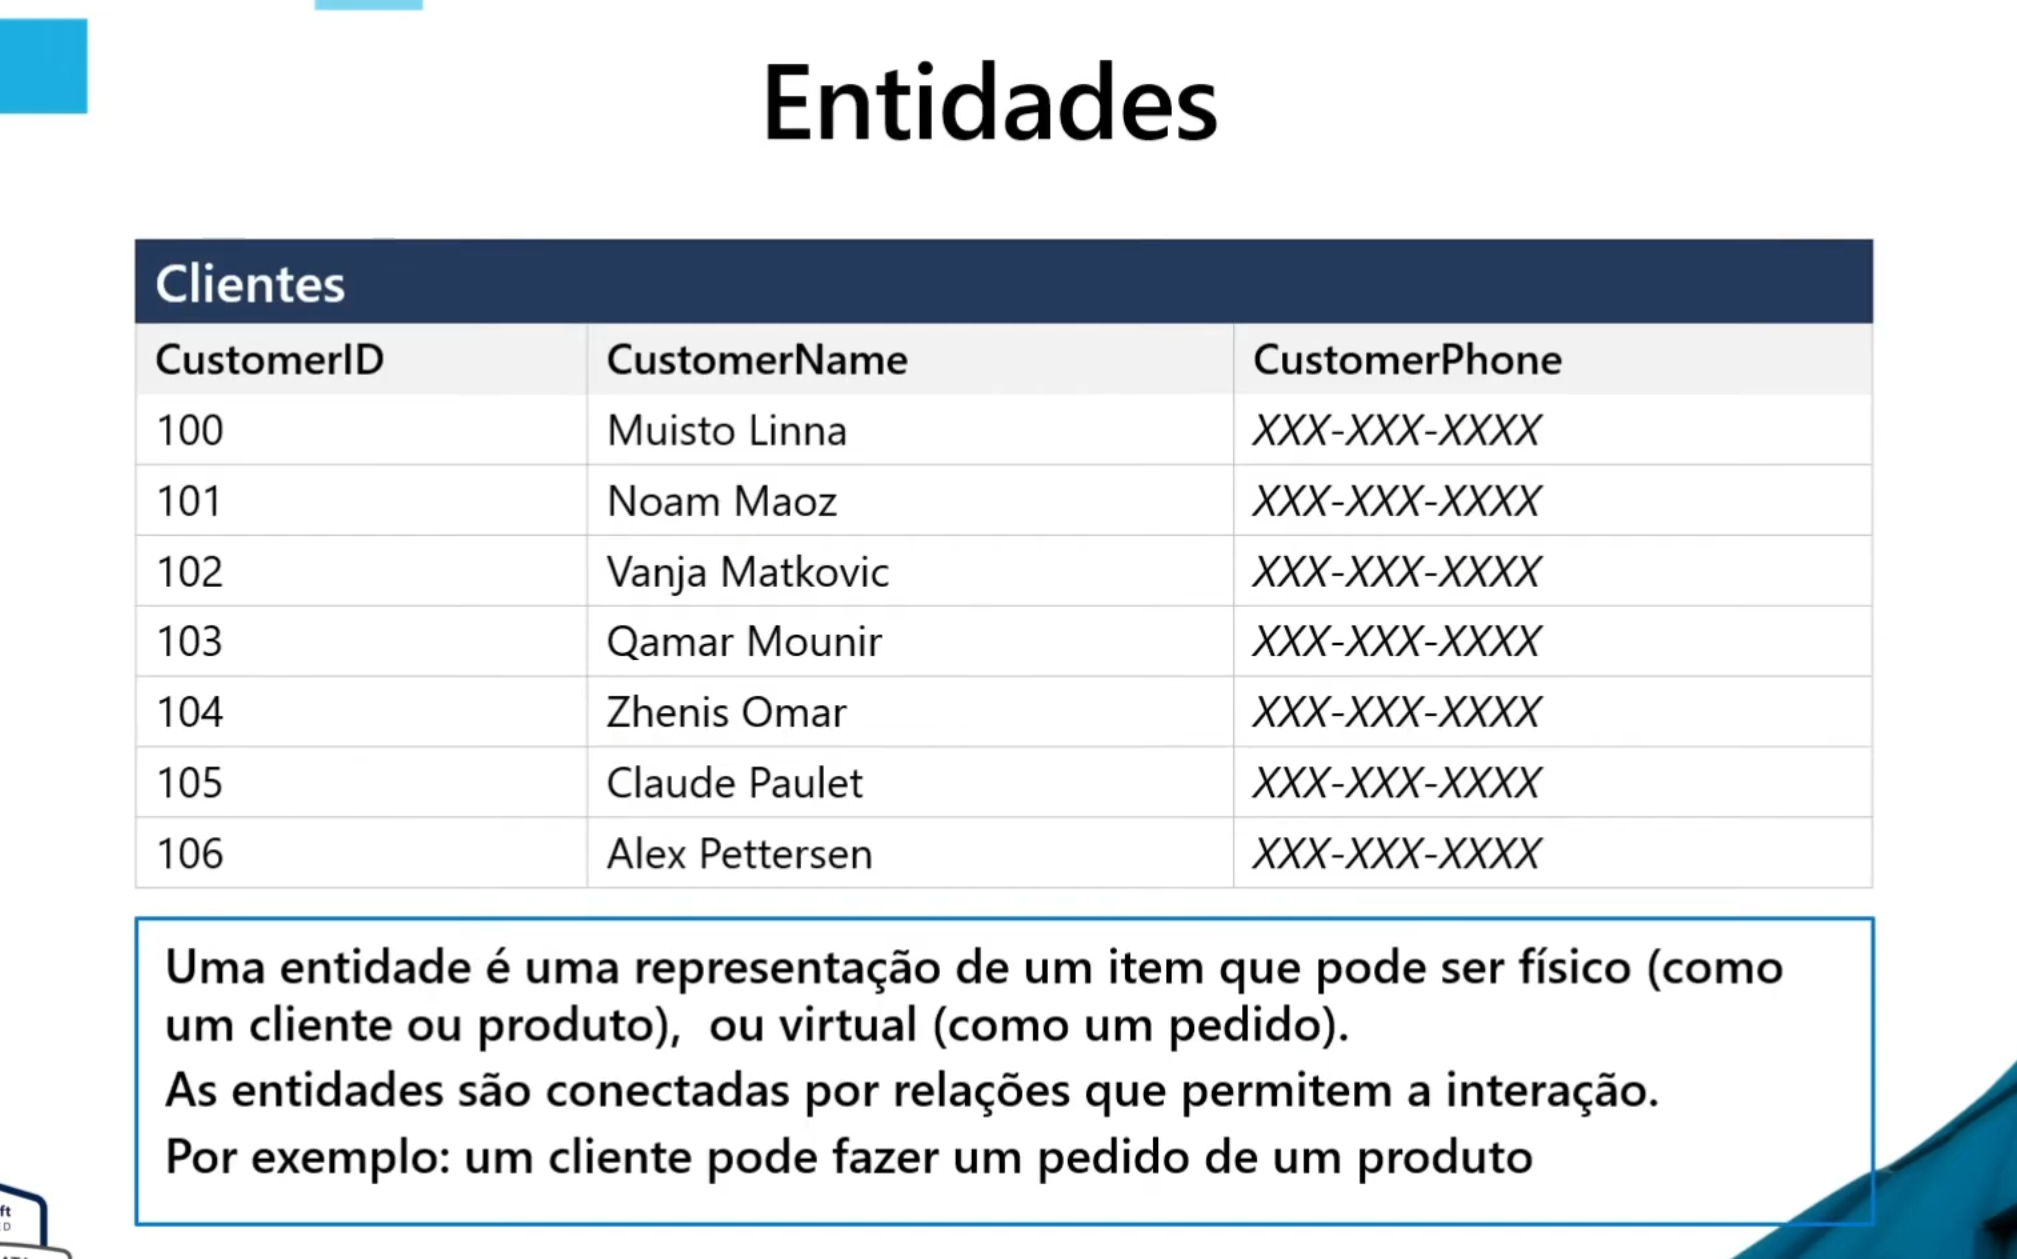 Entidades
Clientes
CustomerID CustomerName CustomerPhone
100 Muisto Linna XXX-XXX-XXXX
101 Noam Maoz XXX-XXX-XXXX
102 Vanja Matkovic XXX-XXX-XXXX
103 Qamar Mounir XXX-XXX-XXXX
104 Zhenis Omar XXX-XXX-XXXX
105 Claude Paulet XXX-XXX-XXXX
106 Alex Pettersen XXX-XXX-XXXX
Uma entidade é uma representação de um item que pode ser físico (como
um cliente ou produto), ou virtual (como um pedido).
As entidades são conectadas por relações que permitem a interação.
Por exemplo: um cliente pode fazer um pedido de um produto